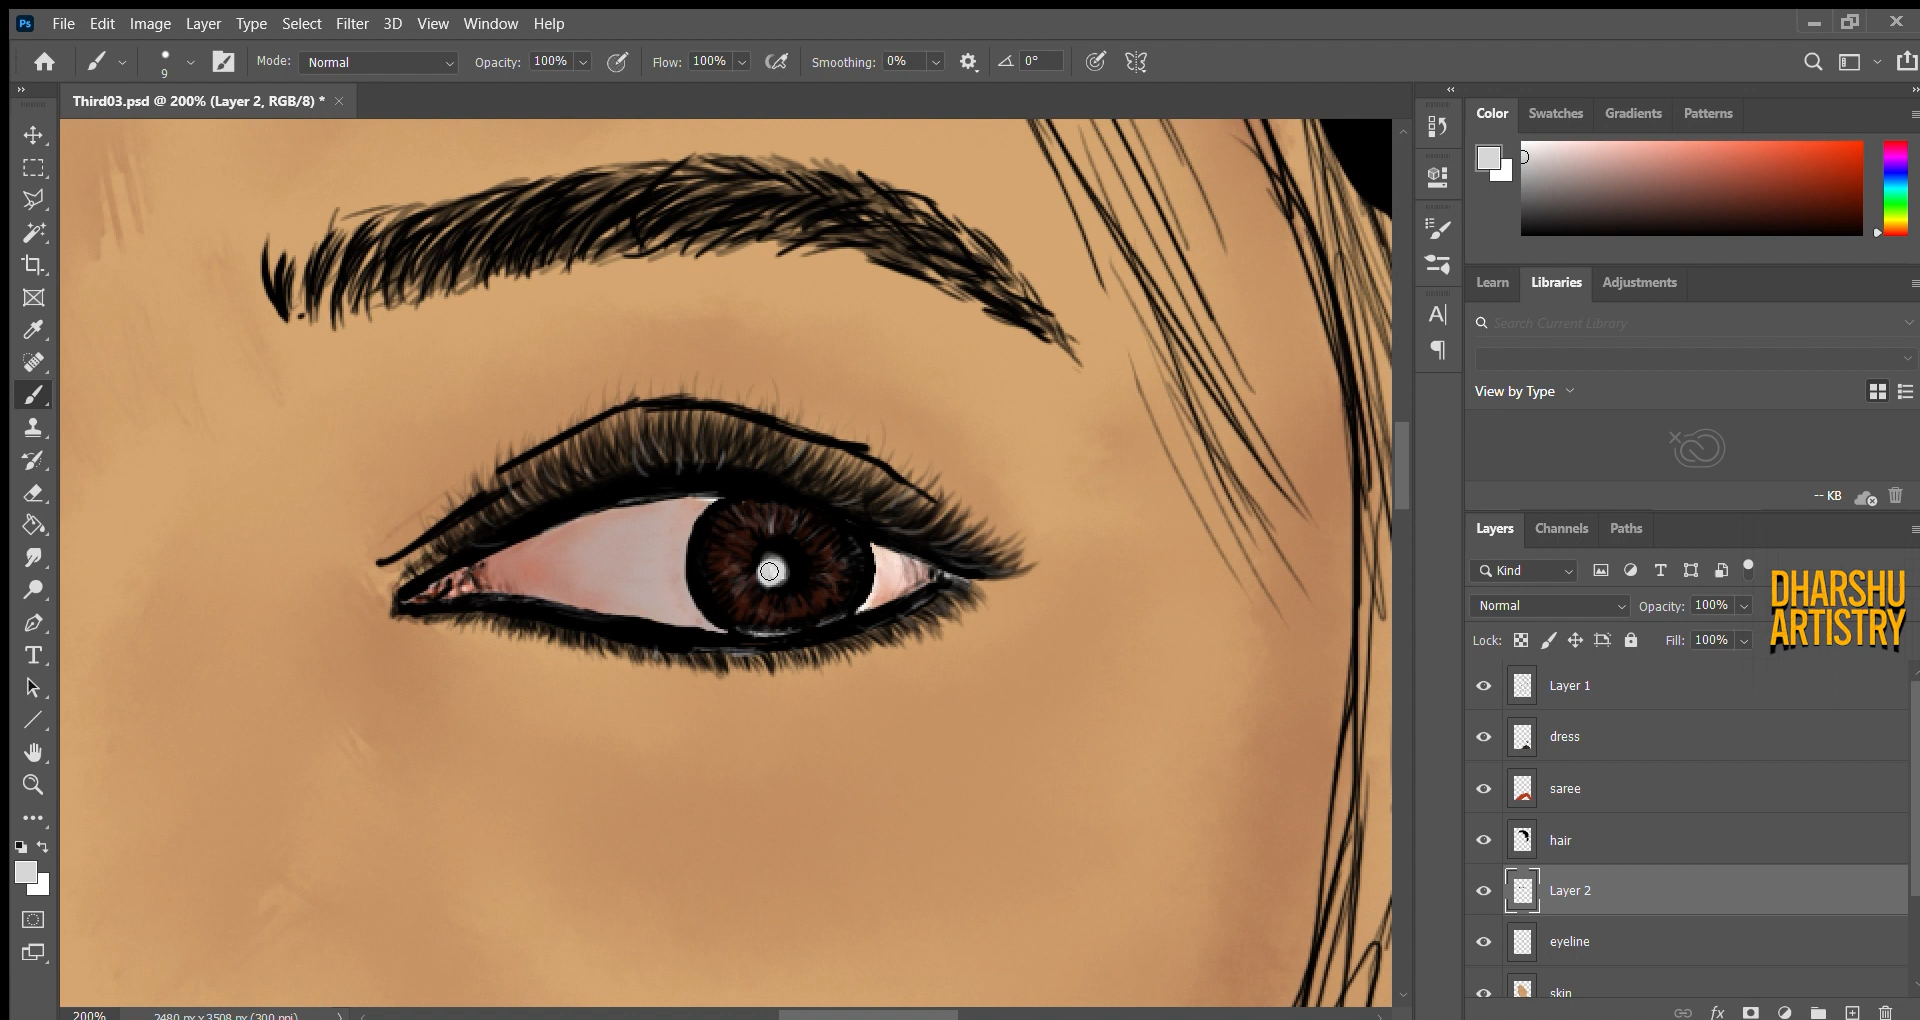 Ps File Edit Image Layer Type Select Filter 3D View Window Help
9 Mode: Normal Opacity: 100% Flow: 100% Smoothing: 0% 0°
Third03.psd @ 200% (Layer 2, RGB/8) *
Color Swatches Gradients Patterns
Learn Libraries Adjustments
Search Current Library
View by Type
-- KB
Layers Channels Paths
Kind
Normal Opacity: 100%
Lock: Fill: 100%
DHARSHU
ARTISTRY
Layer 1
dress
saree
hair
Layer 2
eyeline
skin
fx
200% 2480 px x 3508 px (300 ppi)